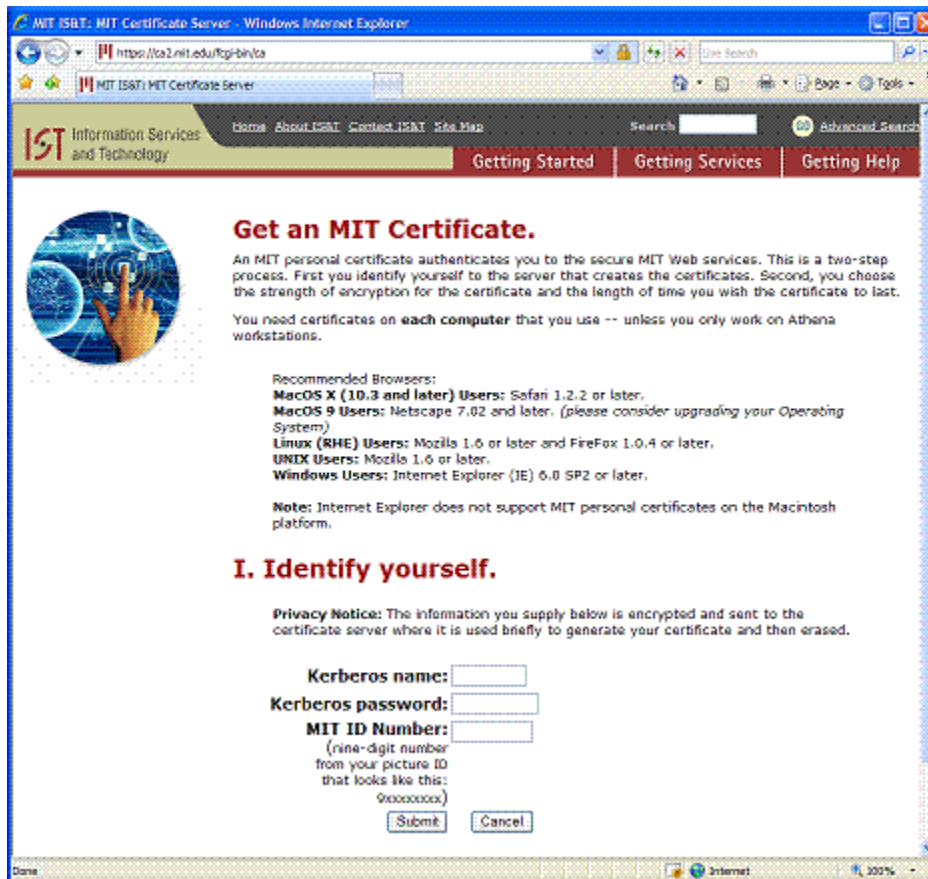 MIT IS&T: MIT Certificate Server - Windows Internet Explorer
https://ca2.mit.edu/fcgi-bin/ca
Live Search
MIT IS&T: MIT Certificate Server
Page
Tools
IST Information Services
and Technology
Home About IS&T Contact IS&T Site Map
Search
GO Advanced Search
Getting Started
Getting Services
Getting Help
Get an MIT Certificate.
An MIT personal certificate authenticates you to the secure MIT Web services. This is a two-step
process. First you identify yourself to the server that creates the certificates. Second, you choose
the strength of encryption for the certificate and the length of time you wish the certificate to last.
You need certificates on each computer that you use -- unless you only work on Athena
workstations.
Recommended Browsers:
MacOS X (10.3 and later) Users: Safari 1.2.2 or later.
MacOS 9 Users: Netscape 7.02 and later. (please consider upgrading your Operating
System)
Linux (RHE) Users: Mozilla 1.6 or later and FireFox 1.0.4 or later.
UNIX Users: Mozilla 1.6 or later.
Windows Users: Internet Explorer (IE) 6.0 SP2 or later.
Note: Internet Explorer does not support MIT personal certificates on the Macintosh
platform.
I. Identify yourself.
Privacy Notice: The information you supply below is encrypted and sent to the
certificate server where it is used briefly to generate your certificate and then erased.
Kerberos name:
Kerberos password:
MIT ID Number:
(nine-digit number
from your picture ID
that looks like this:
9xxxxxxxx)
Submit
Cancel
Done
Internet
100%